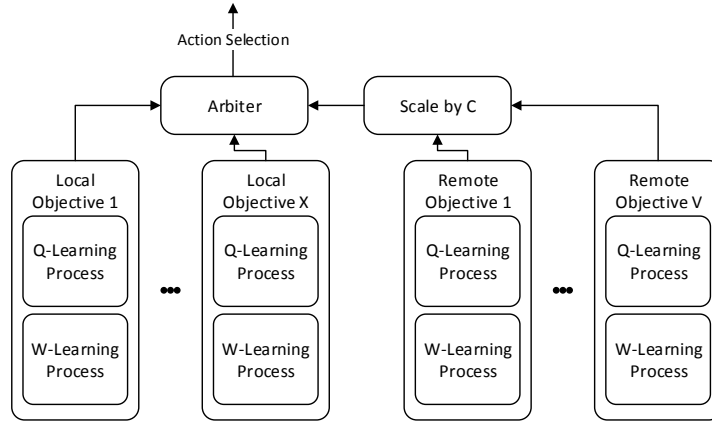 Action Selection
Arbiter
Scale by C
Local
Objective 1
Q-Learning
Process
W-Learning
Process
Local
Objective X
Q-Learning
Process
W-Learning
Process
Remote
Objective 1
Q-Learning
Process
W-Learning
Process
Remote
Objective V
Q-Learning
Process
W-Learning
Process